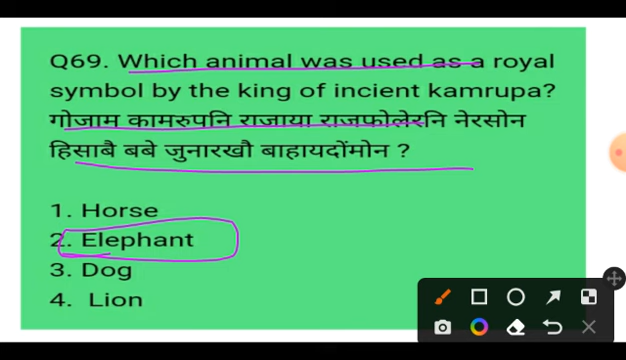 Q69. Which animal was used as a royal
symbol by the king of incient kamrupa?
गोजाम कामरुपनि राजाया राजफोलेरनि नेरसोन
हिसाबै बबे जुनारखौ बाहायदोंमोन ?
1. Horse
2. Elephant
3. Dog
4. Lion